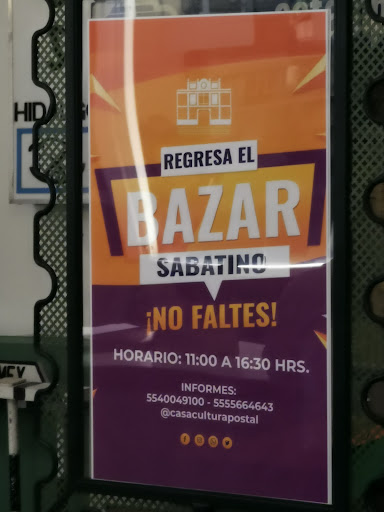 REGRESA EL
BAZAR
SABATINO
¡NO FALTES!
HORARIO: 11:00 A 16:30 HRS.
INFORMES:
5540049100 - 5555664643
@casaculturapostal